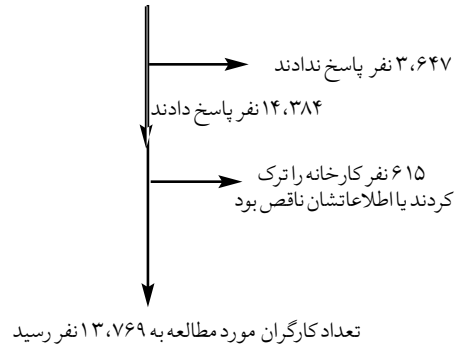 ۳،۶۴۷ نفر پاسخ ندادند
۱۴،۳۸۴ نفر پاسخ دادند
۶۱۵ نفر کارخانه را ترک
کردند یا اطلاعاتشان ناقص بود
تعداد کارگران مورد مطالعه به ۱۳،۷۶۹ نفر رسید